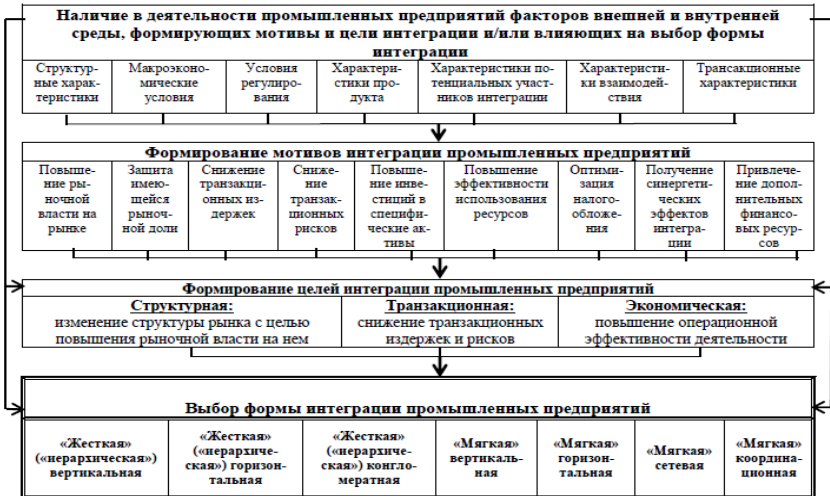 Наличие в деятельности промышленных предприятий факторов внешней и внутренней
среды, формирующих мотивы и цели интеграции и/или влияющих на выбор формы
интеграции
Структур-
ные харак-
теристики
Макроэконо-
мические
условия
Условия
регулиро-
вания
Характери-
стики про-
дукта
Характеристики по-
тенциальных участ-
ников интеграции
Характеристи-
ки взаимодей-
ствия
Трансакционные
характеристики
Формирование мотивов интеграции промышленных предприятий
Повыше-
ние ры-
ночной
власти на
рынке
Защита
имею-
щейся
рыноч-
ной доли
Снижение
транзакци-
онных из-
держек
Сниже-
ние
транзак-
ционных
рисков
Повыше-
ние инве-
стиций в
специфи-
ческие ак-
тивы
Повышение
эффективности
использования
ресурсов
Оптими-
зация
налого-
обложе-
ния
Получение
синергети-
ческих
эффектов
интегра-
ции
Привлече-
ние допол-
нительных
финансо-
вых ресур-
сов
Формирование целей интеграции промышленных предприятий
Структурная:
изменение структуры рынка с целью
повышения рыночной власти на нем
Транзакционная:
снижение транзакционных
издержек и рисков
Экономическая:
повышение операционной
эффективности деятельности
Выбор формы интеграции промышленных предприятий
«Жесткая»
(«иерархическая»)
вертикальная
«Жесткая»
(«иерархиче-
ская») горизон-
тальная
«Жесткая»
(«иерархиче-
ская») конгло-
мератная
«Мягкая»
вертикаль-
ная
«Мягкая»
горизон-
тальная
«Мягкая»
сетевая
«Мягкая»
координа-
ционная